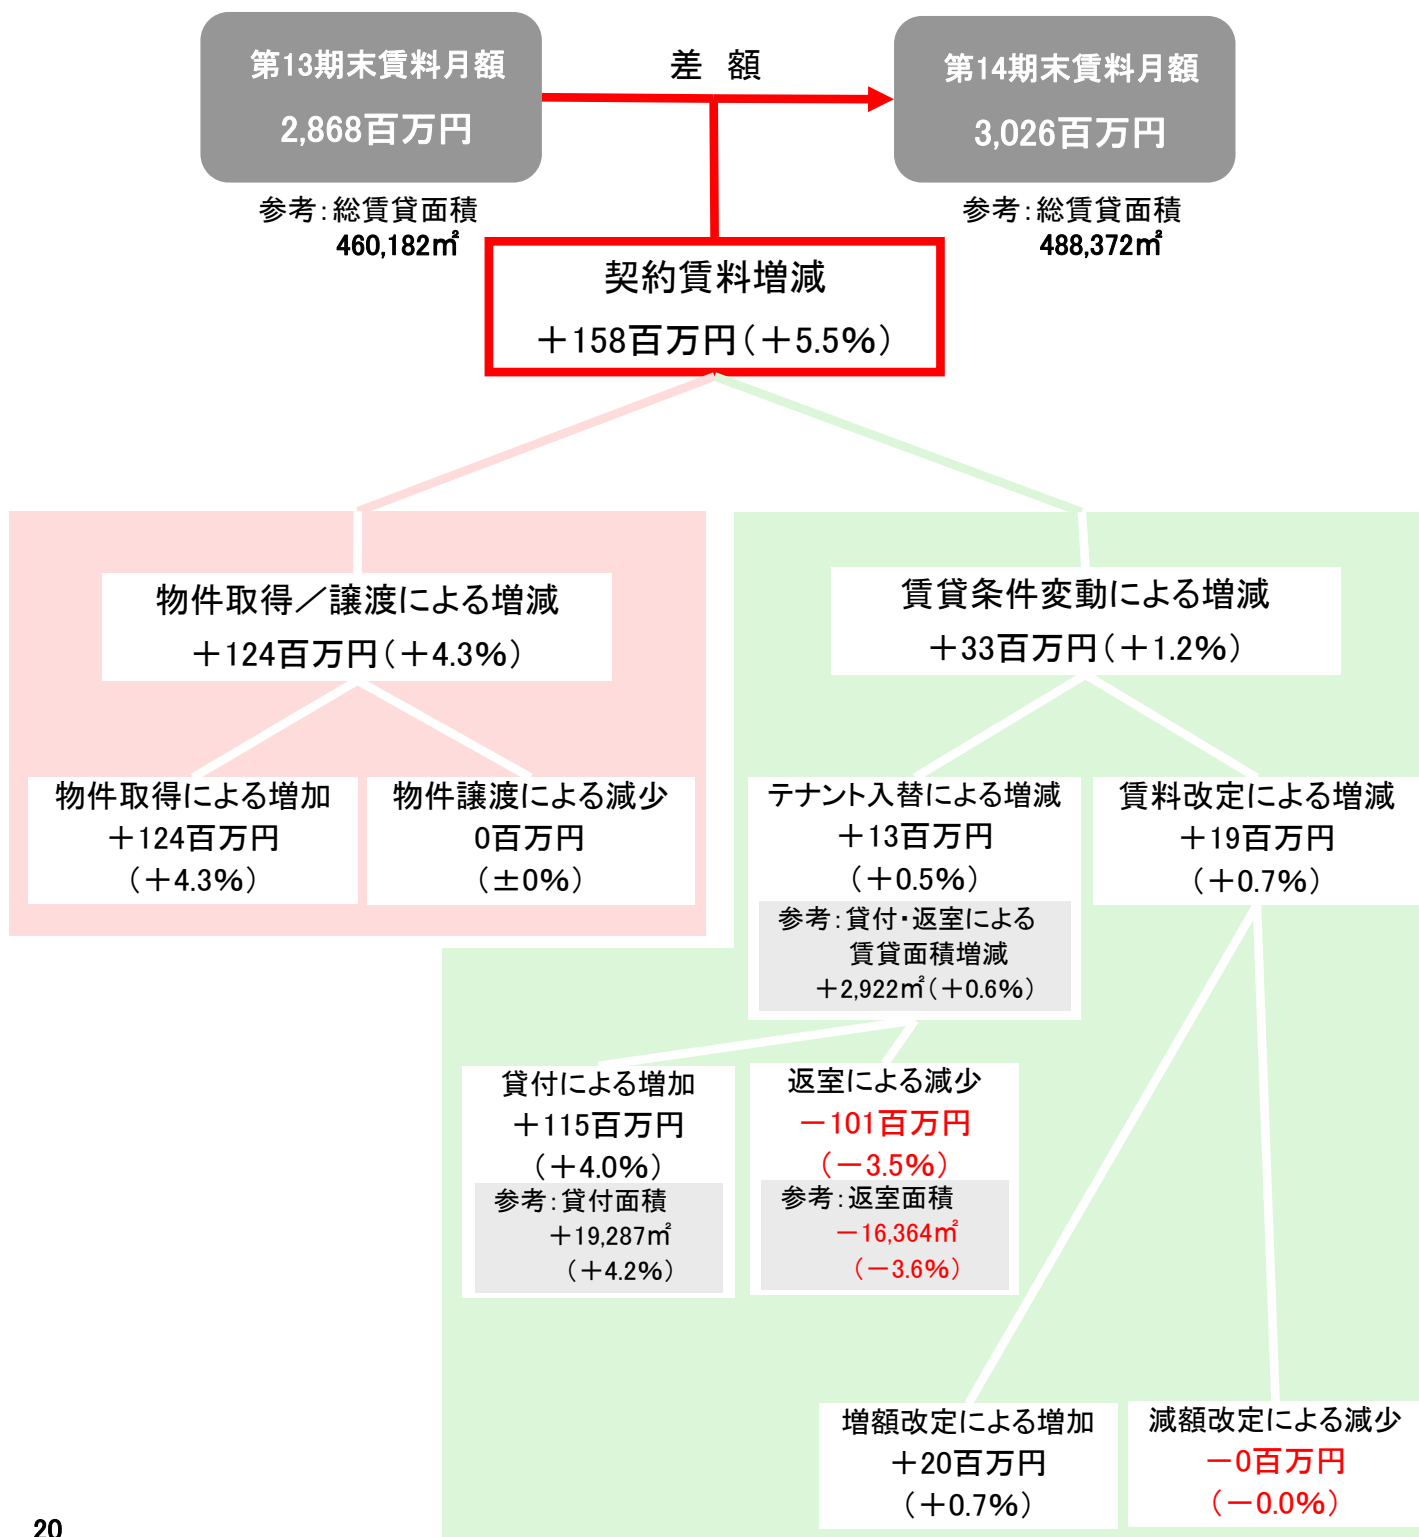 第13期末賃料月額
2,868百万円
差 額
第14期末賃料月額
3,026百万円
参考：総賃貸面積
460,182㎡
参考：総賃貸面積
488,372㎡
契約賃料増減
＋158百万円（＋5.5％）
物件取得／譲渡による増減
＋124百万円（＋4.3％）
賃貸条件変動による増減
＋33百万円（＋1.2％）
物件取得による増加
＋124百万円
（＋4.3％）
物件譲渡による減少
0百万円
（±0％）
テナント入替による増減
＋13百万円
（＋0.5％）
参考：貸付・返室による
賃貸面積増減
＋2,922㎡（＋0.6％）
賃料改定による増減
＋19百万円
（＋0.7％）
貸付による増加
＋115百万円
（＋4.0％）
参考：貸付面積
＋19,287㎡
（＋4.2％）
返室による減少
－101百万円
（－3.5％）
参考：返室面積
－16,364㎡
（－3.6％）
増額改定による増加
＋20百万円
（＋0.7％）
減額改定による減少
－0百万円
（－0.0％）
20